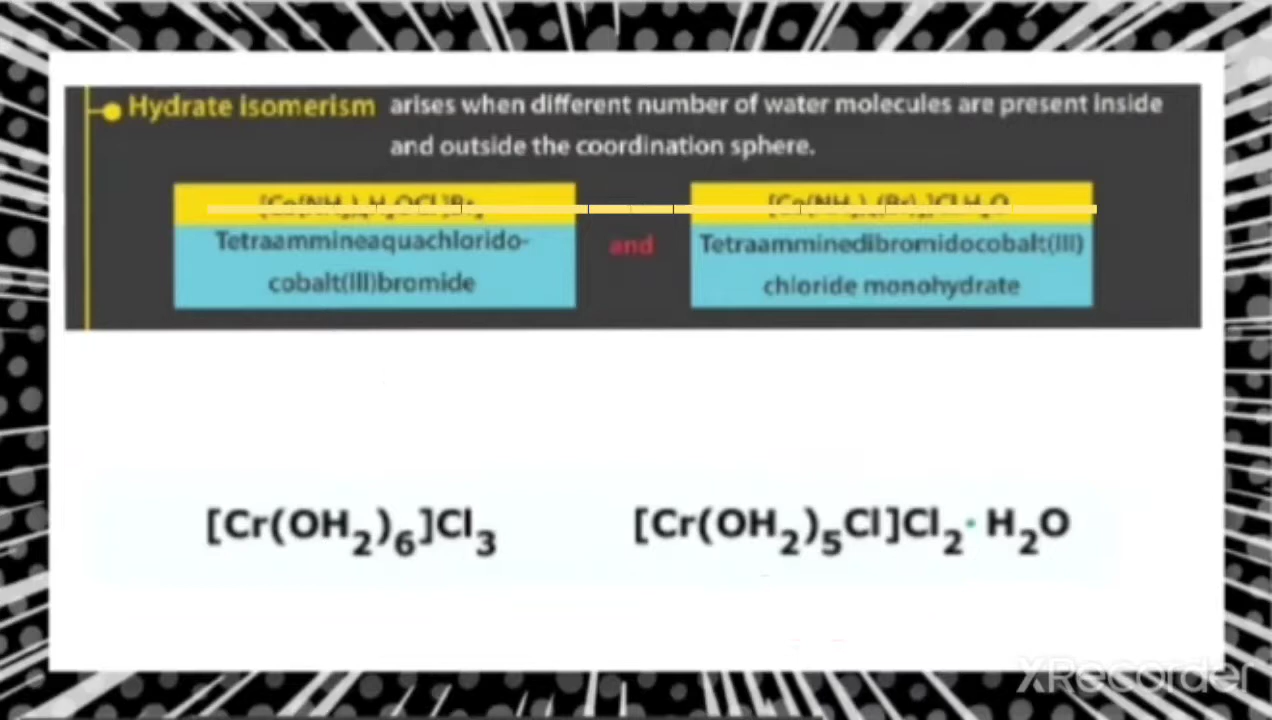 Hydrate isomerism arises when different number of water molecules are present inside
and outside the coordination sphere.
Tetraammineaquachlorido-
cobalt(III)bromide
and
Tetraamminedibromidocobalt(III)
chloride monohydrate
[Cr(OH₂)₆]Cl₃
[Cr(OH₂)₅Cl]Cl₂· H₂O
XRecorder